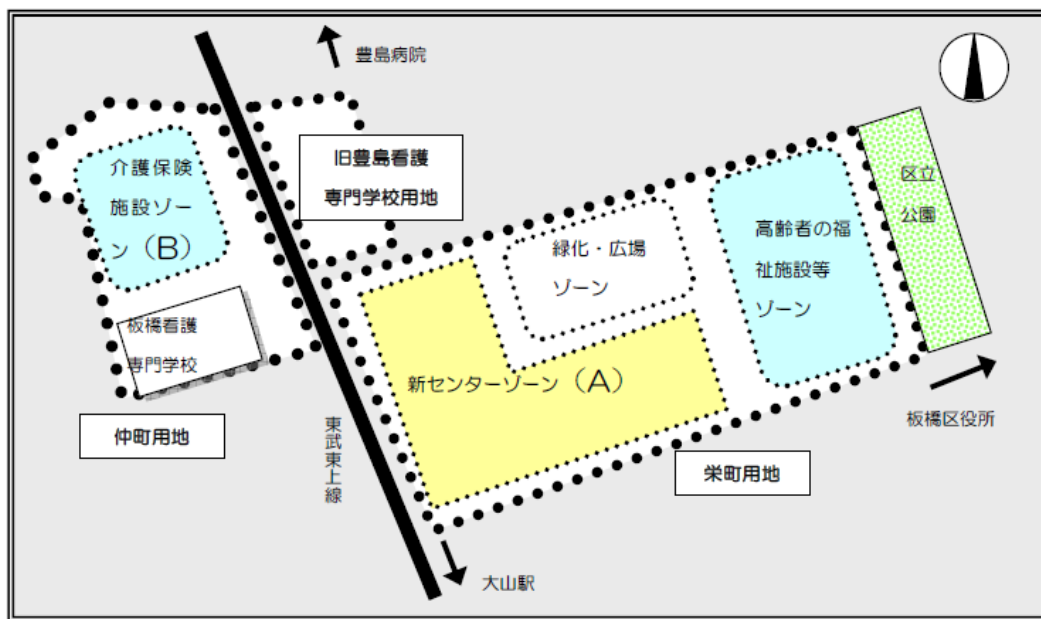 豊島病院
介護保険
施設ゾー
ン（B）
旧豊島看護
専門学校用地
区立
公園
緑化・広場
ゾーン
高齢者の福
祉施設等
ゾーン
板橋看護
専門学校
新センターゾーン（A）
仲町用地
東武東上線
板橋区役所
栄町用地
大山駅